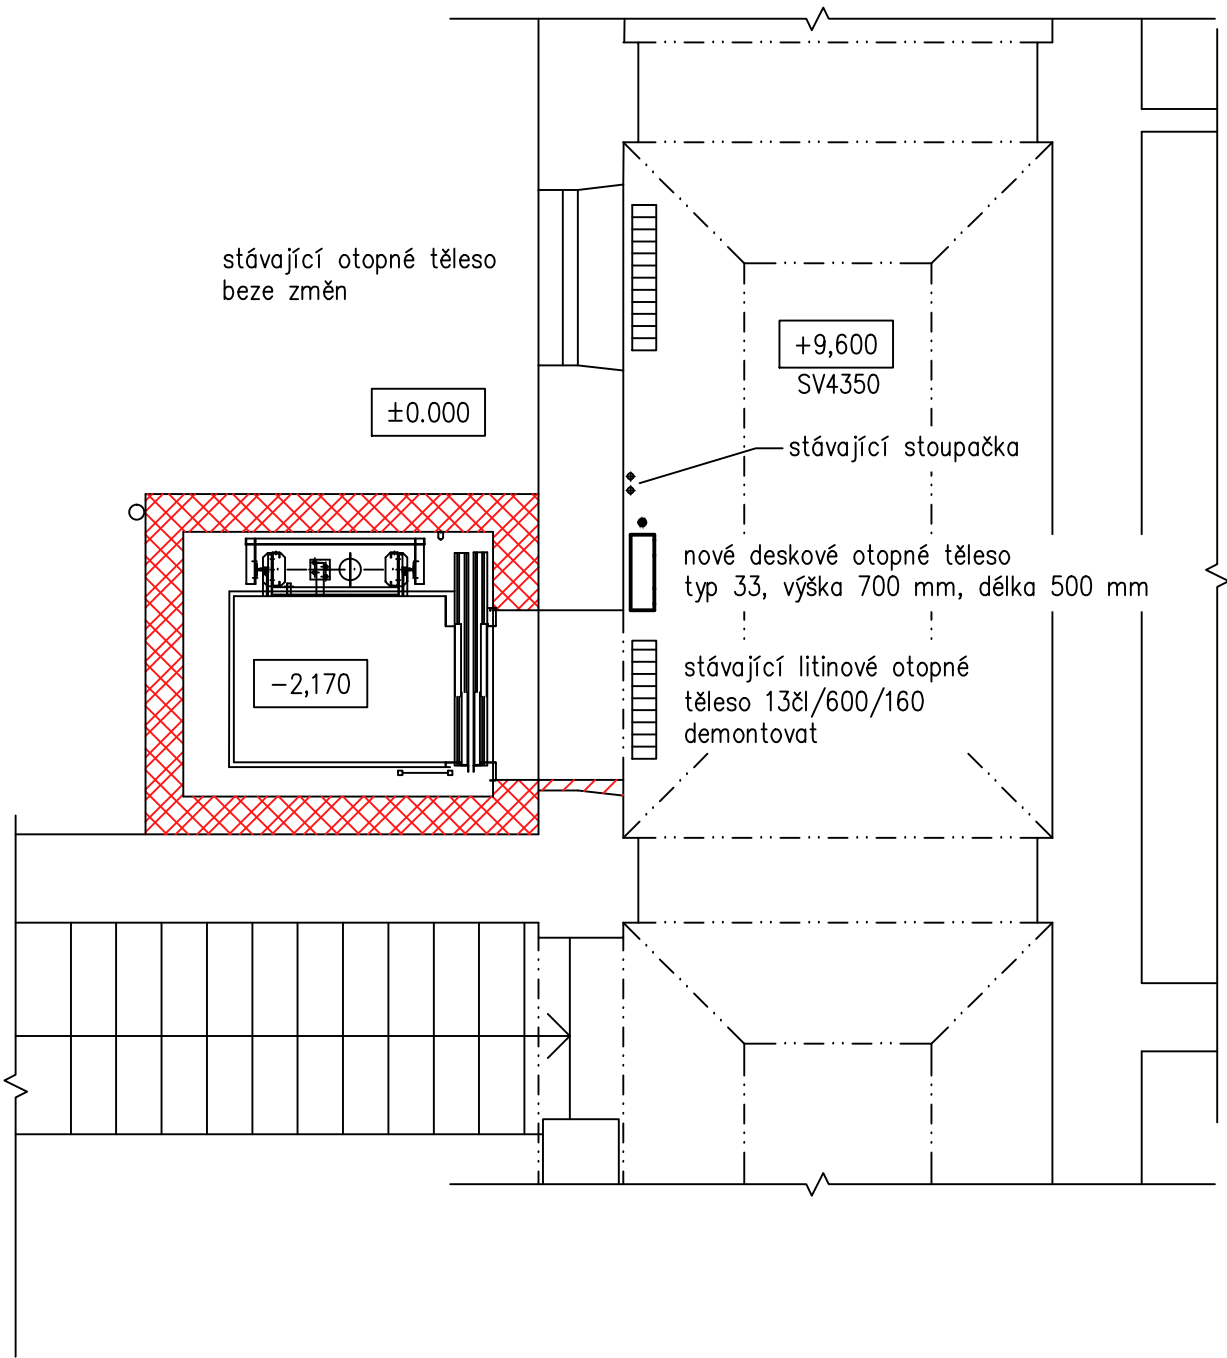 stávající otopné těleso
beze změn
+9,600
SV4350
±0.000
stávající stoupačka
nové deskové otopné těleso
typ 33, výška 700 mm, délka 500 mm
stávající litinové otopné
těleso 13čl/600/160
demontovat
−2,170